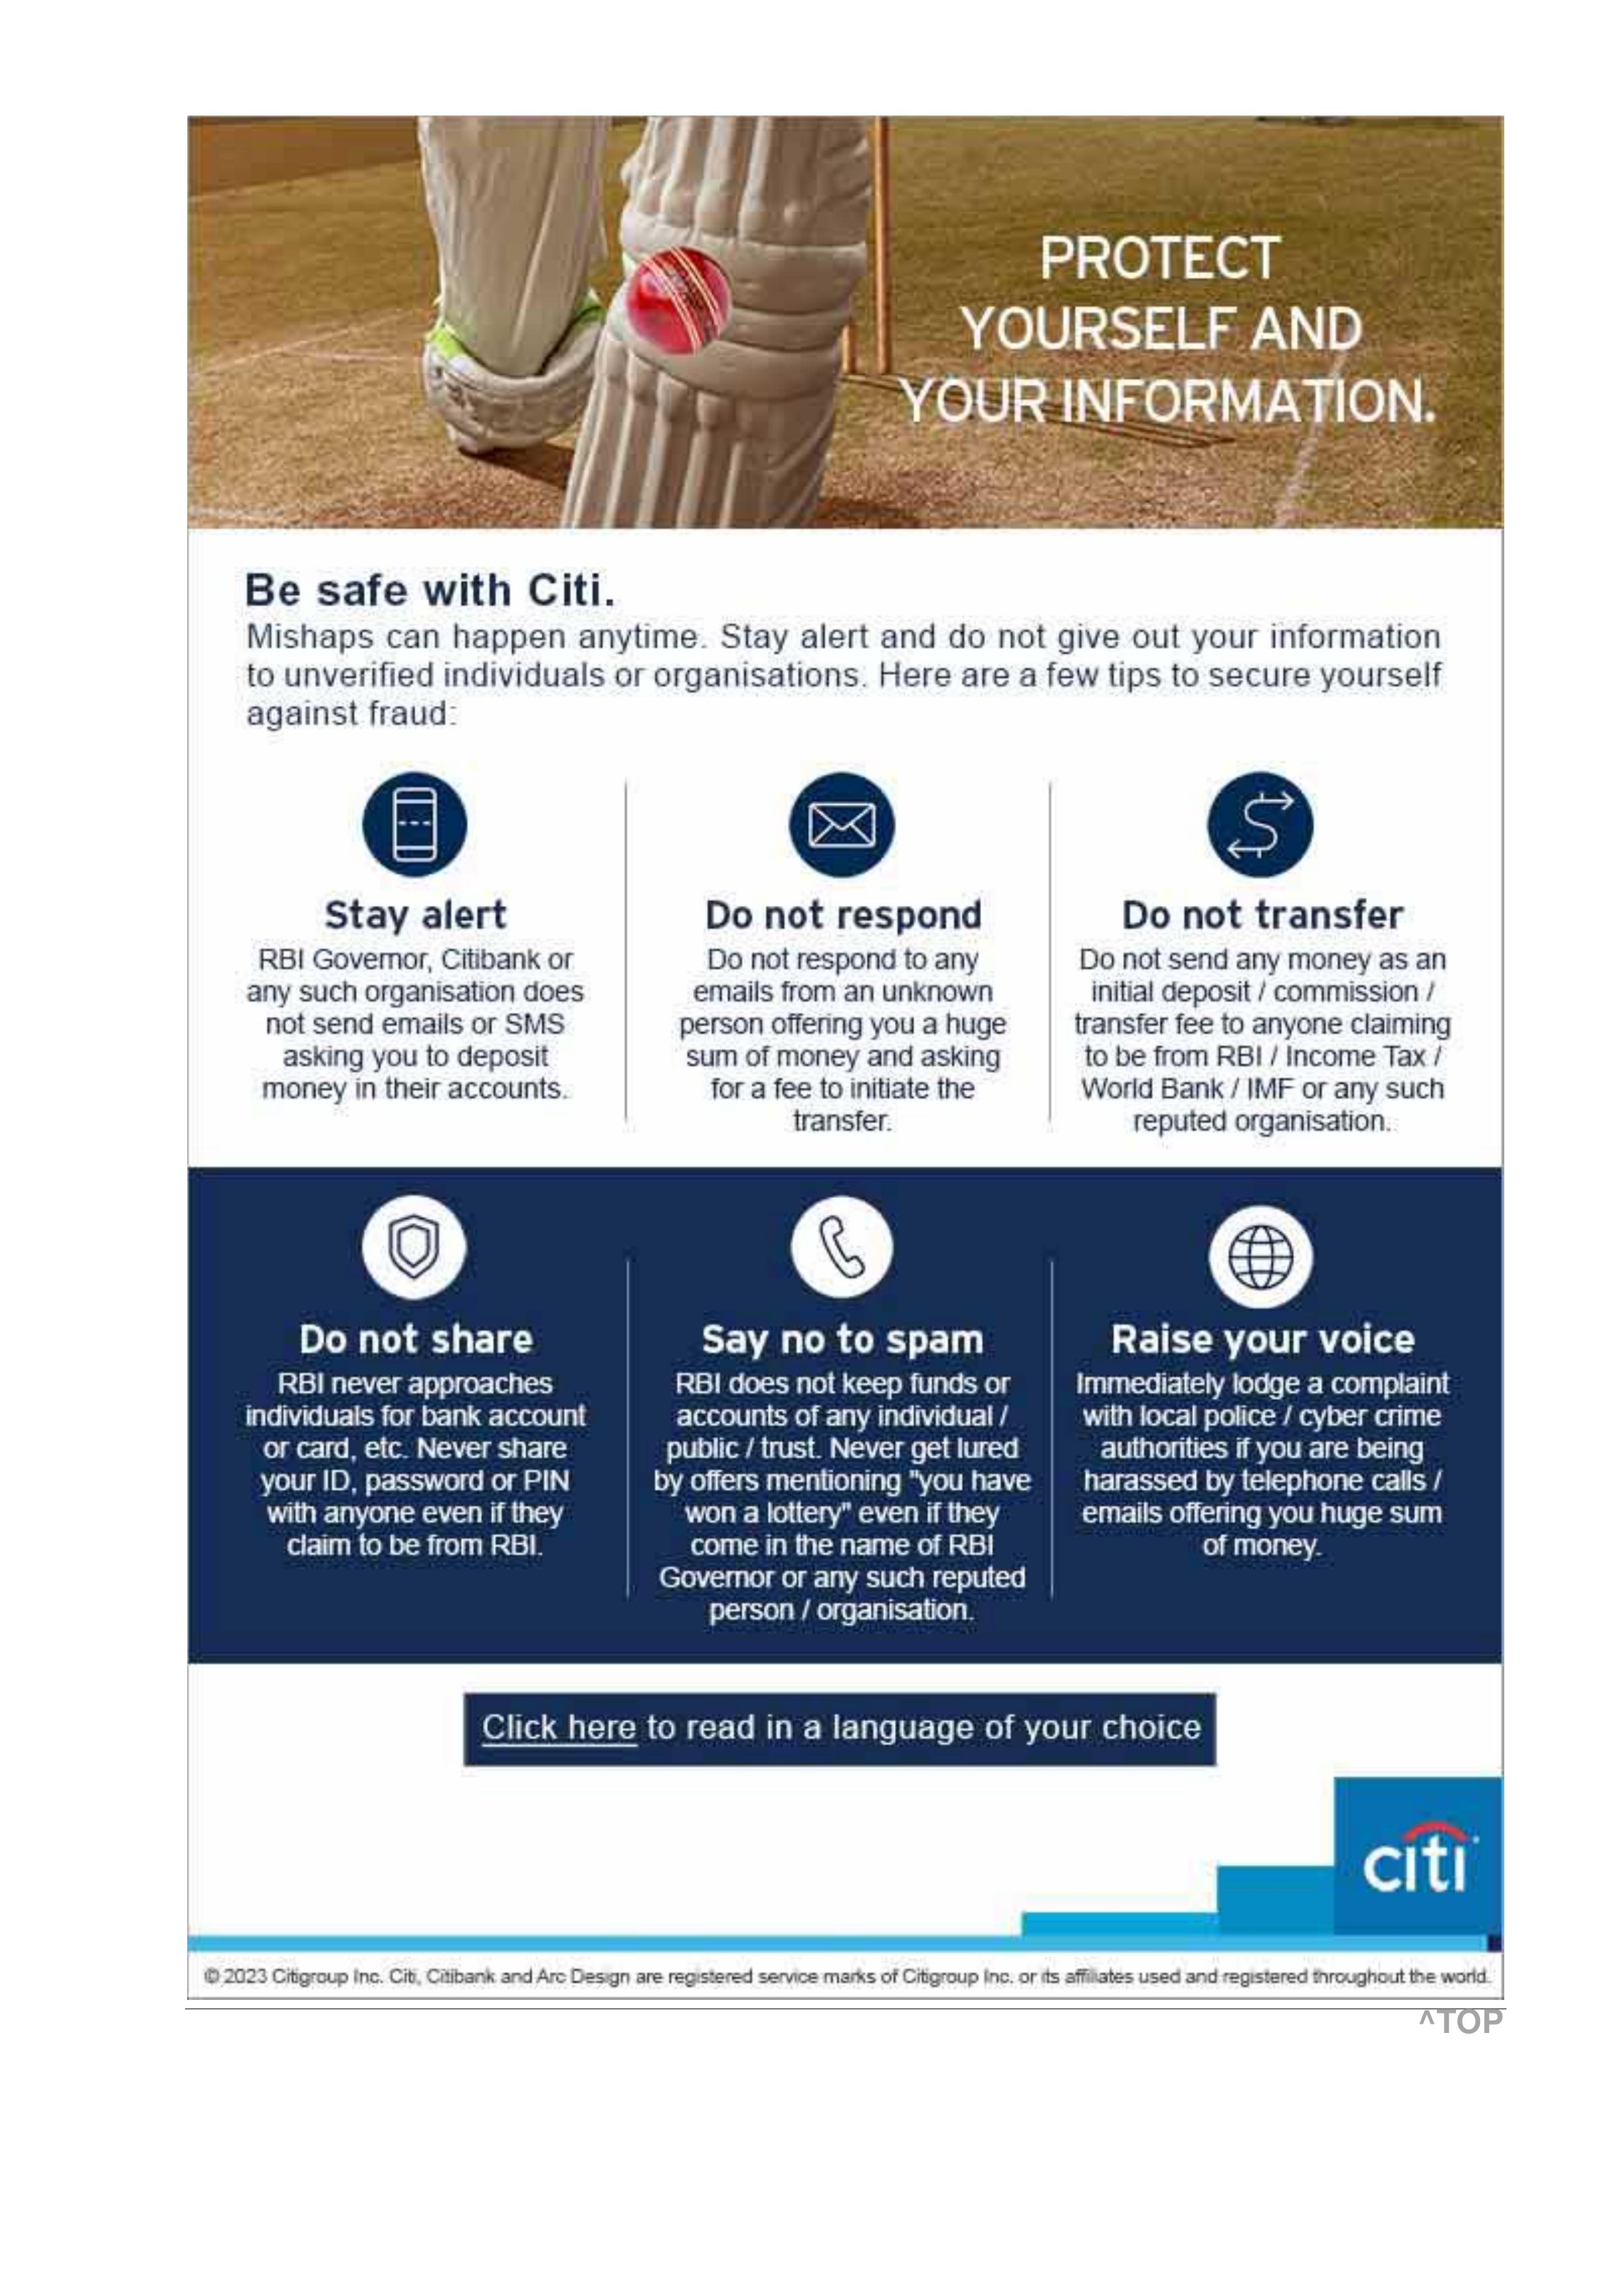 PROTECT
YOURSELF AND
YOUR INFORMATION.
Be safe with Citi.
Mishaps can happen anytime. Stay alert and do not give out your information
to unverified individuals or organisations. Here are a few tips to secure yourself
against fraud:
Stay alert
RBI Governor, Citibank or
any such organisation does
not send emails or SMS
asking you to deposit
money in their accounts.
Do not respond
Do not respond to any
emails from an unknown
person offering you a huge
sum of money and asking
for a fee to initiate the
transfer.
Do not transfer
Do not send any money as an
initial deposit / commission /
transfer fee to anyone claiming
to be from RBI / Income Tax /
World Bank / IMF or any such
reputed organisation.
Do not share
RBI never approaches
individuals for bank account
or card, etc. Never share
your ID, password or PIN
with anyone even if they
claim to be from RBI.
Say no to spam
RBI does not keep funds or
accounts of any individual /
public / trust. Never get lured
by offers mentioning "you have
won a lottery" even if they
come in the name of RBI
Governor or any such reputed
person / organisation.
Raise your voice
Immediately lodge a complaint
with local police / cyber crime
authorities if you are being
harassed by telephone calls /
emails offering you huge sum
of money.
Click here to read in a language of your choice
citi
© 2023 Citigroup Inc. Citi, Citibank and Arc Design are registered service marks of Citigroup Inc. or its affiliates used and registered throughout the world.
^TOP